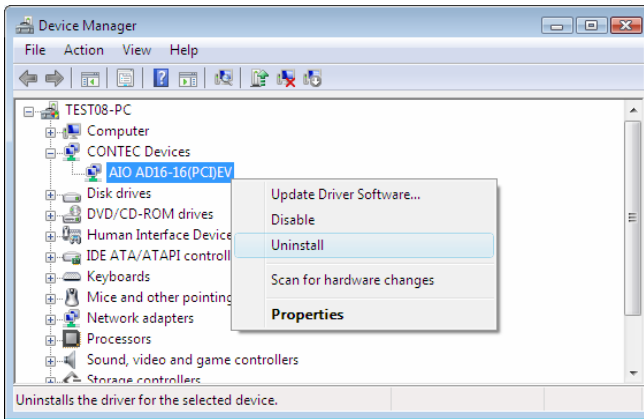 Device Manager
File Action View Help
TEST08-PC
Computer
CONTEC Devices
AIO AD16-16(PCI)EV
Disk drives
DVD/CD-ROM drives
Human Interface Device
IDE ATA/ATAPI controll
Keyboards
Mice and other pointing
Network adapters
Processors
Sound, video and game controllers
Storage controllers
Update Driver Software...
Disable
Uninstall
Scan for hardware changes
Properties
Uninstalls the driver for the selected device.